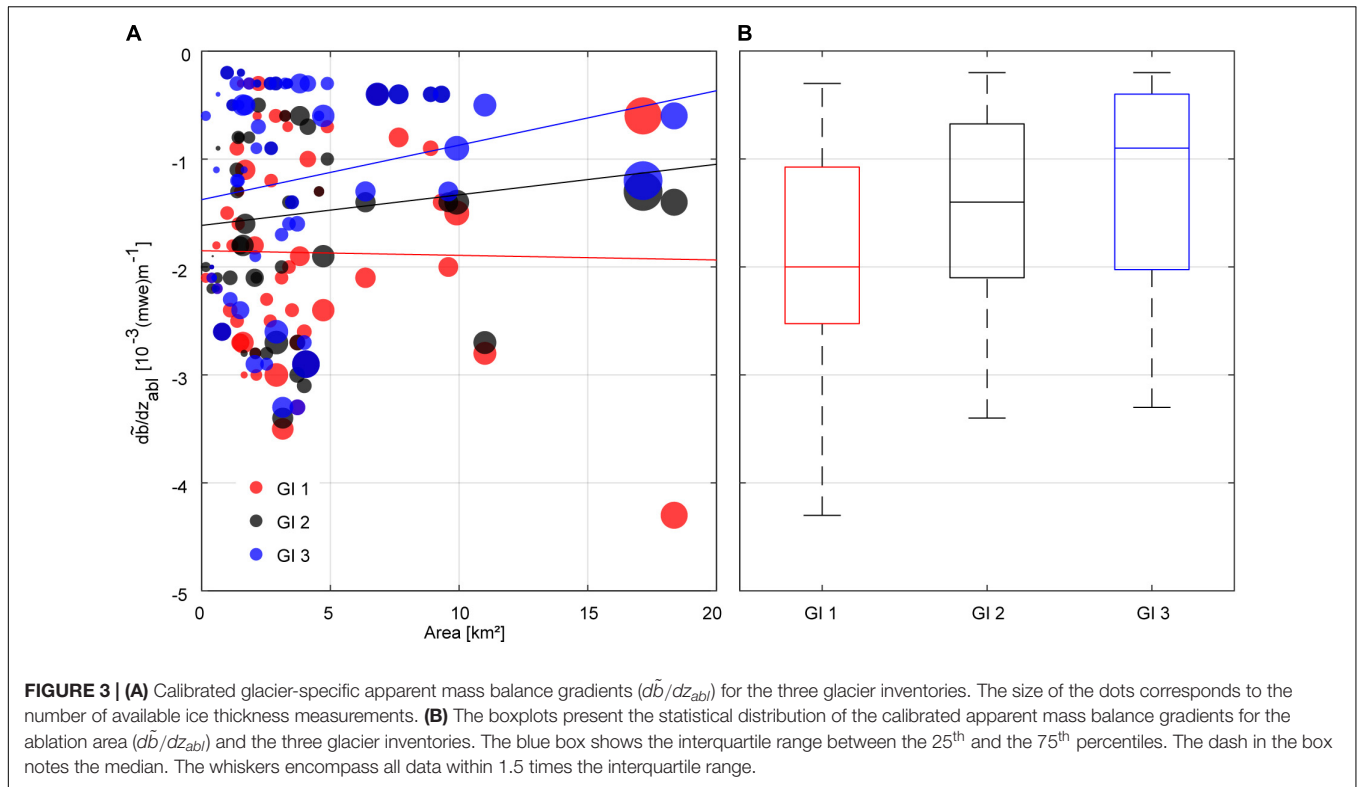 A
B
0
-1
-2
-3
-4
-5
db̃/dz_abl [10⁻³(mwe)m⁻¹]
GI 1
GI 2
GI 3
0 5 10 15 20
Area [km²]
GI 1 GI 2 GI 3
FIGURE 3 | (A) Calibrated glacier-specific apparent mass balance gradients (db̃/dz_abl) for the three glacier inventories. The size of the dots corresponds to the
number of available ice thickness measurements. (B) The boxplots present the statistical distribution of the calibrated apparent mass balance gradients for the
ablation area (db̃/dz_abl) and the three glacier inventories. The blue box shows the interquartile range between the 25th and the 75th percentiles. The dash in the box
notes the median. The whiskers encompass all data within 1.5 times the interquartile range.